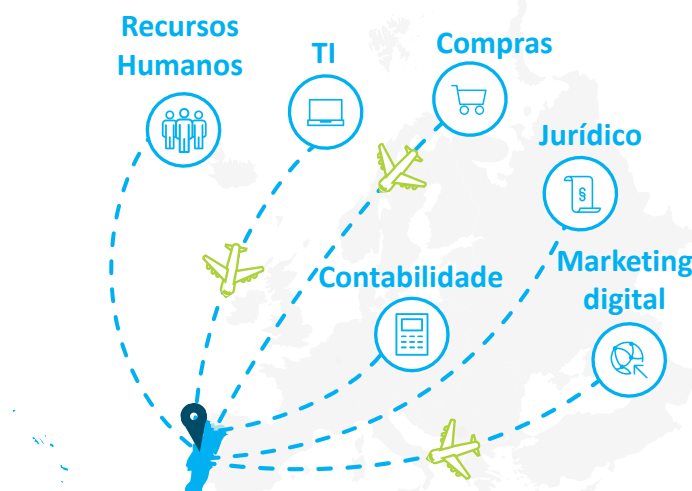 Recursos
Humanos
TI
Compras
Jurídico
§
Contabilidade
Marketing
digital